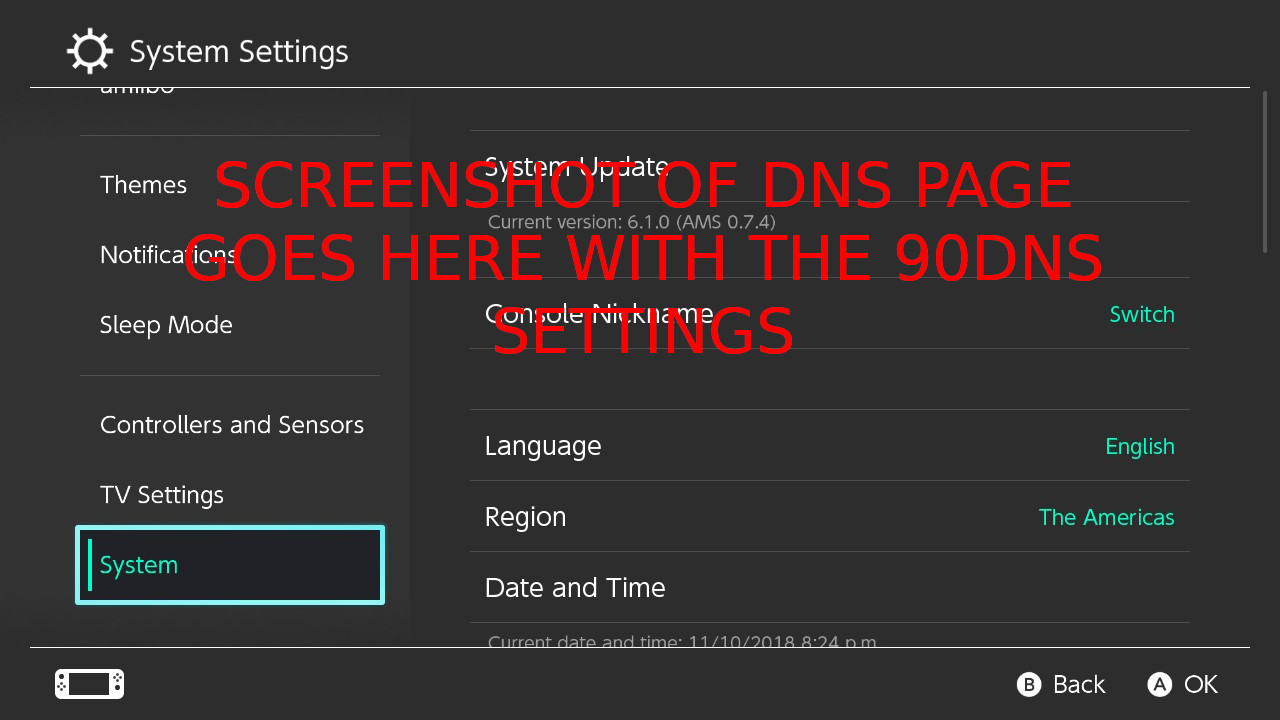 System Settings
amiibo
Themes
Notifications
Sleep Mode
Controllers and Sensors
TV Settings
System
System Update
Current version: 6.1.0 (AMS 0.7.4)
Console Nickname
Switch
Language
English
Region
The Americas
Date and Time
Current date and time: 11/10/2018 8:24 p.m.
SCREENSHOT OF DNS PAGE
GOES HERE WITH THE 90DNS
SETTINGS
B Back
A OK